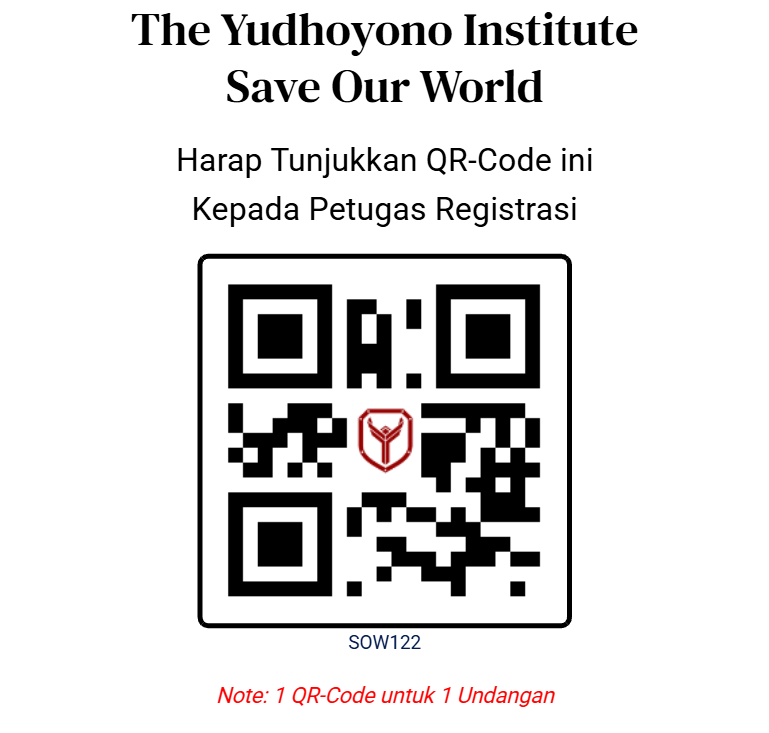 The Yudhoyono Institute
Save Our World
Harap Tunjukkan QR-Code ini
Kepada Petugas Registrasi
SOW122
Note: 1 QR-Code untuk 1 Undangan